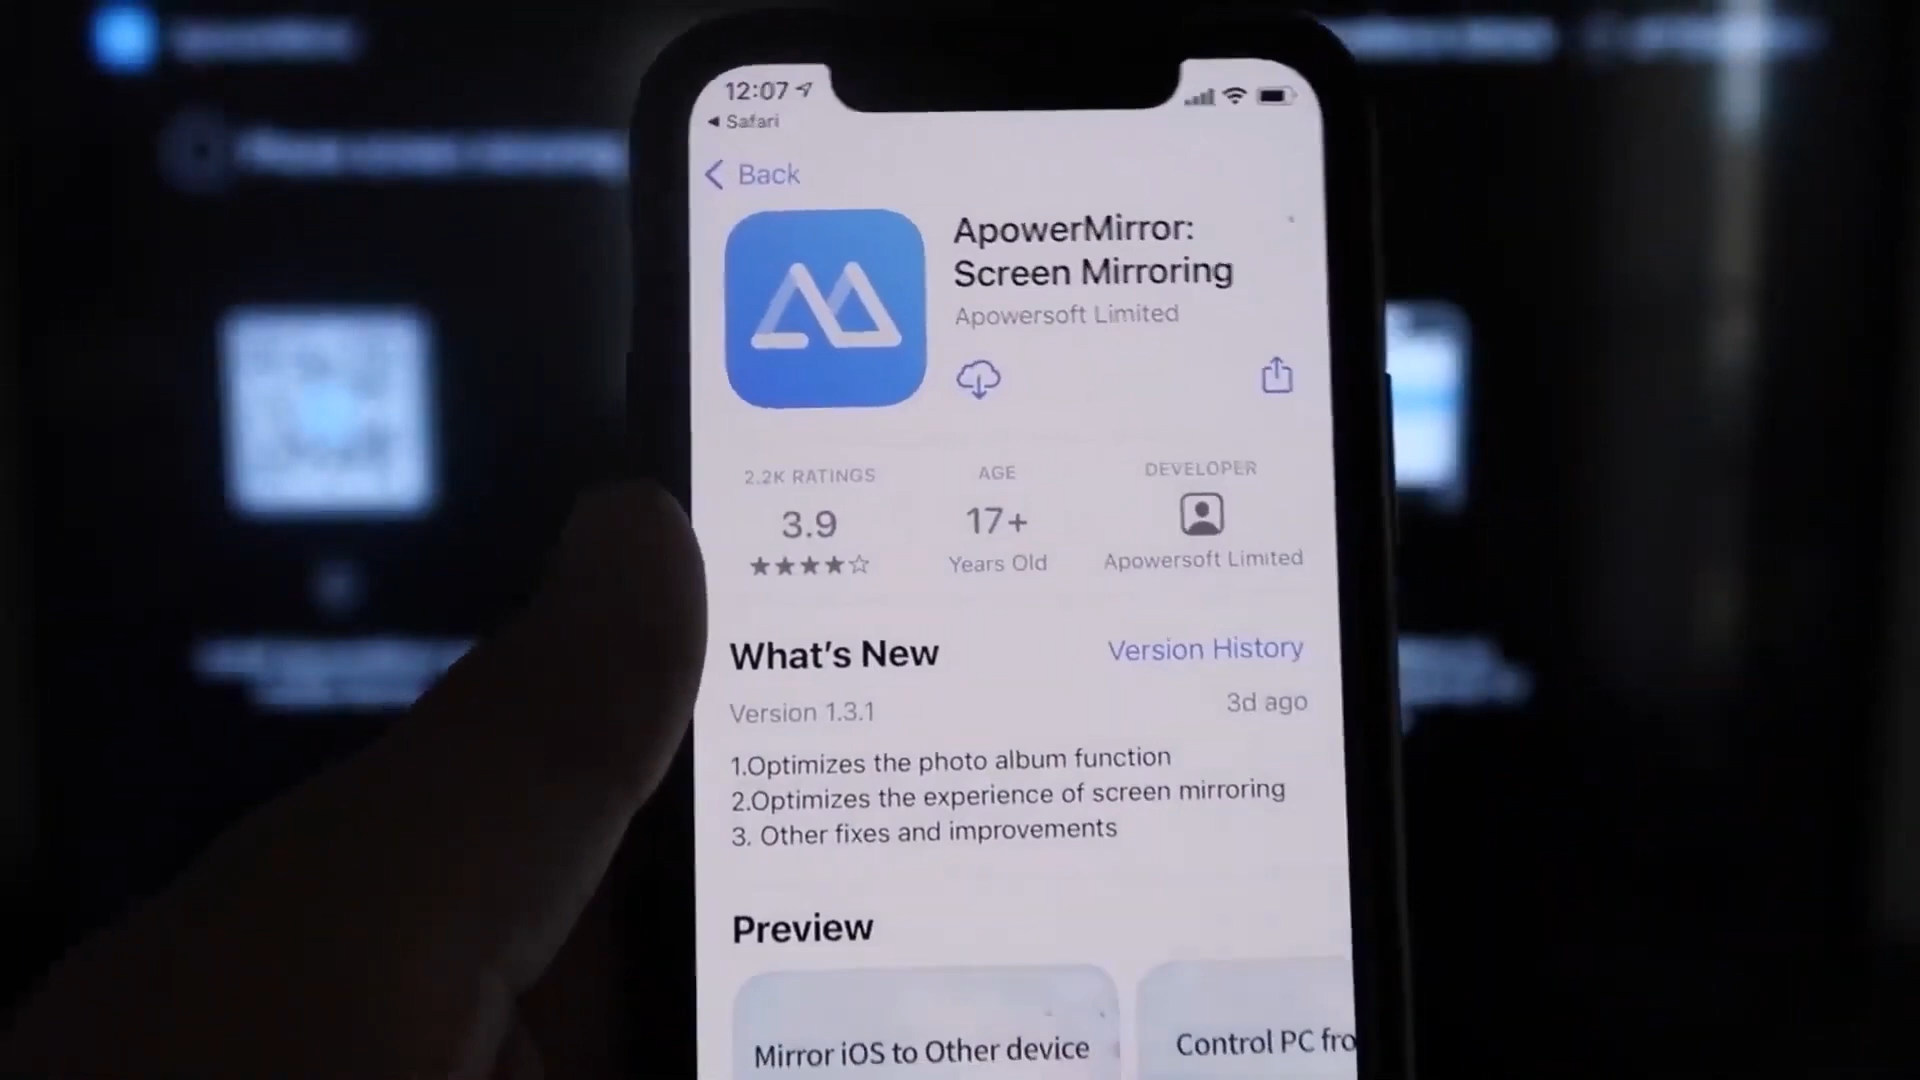 12:07
Safari
Back
ApowerMirror:
Screen Mirroring
Apowersoft Limited
2.2K RATINGS
AGE
DEVELOPER
3.9
17+
Years Old
Apowersoft Limited
What's New
Version History
Version 1.3.1
3d ago
1.Optimizes the photo album function
2.Optimizes the experience of screen mirroring
3. Other fixes and improvements
Preview
Mirror iOS to Other device
Control PC fro